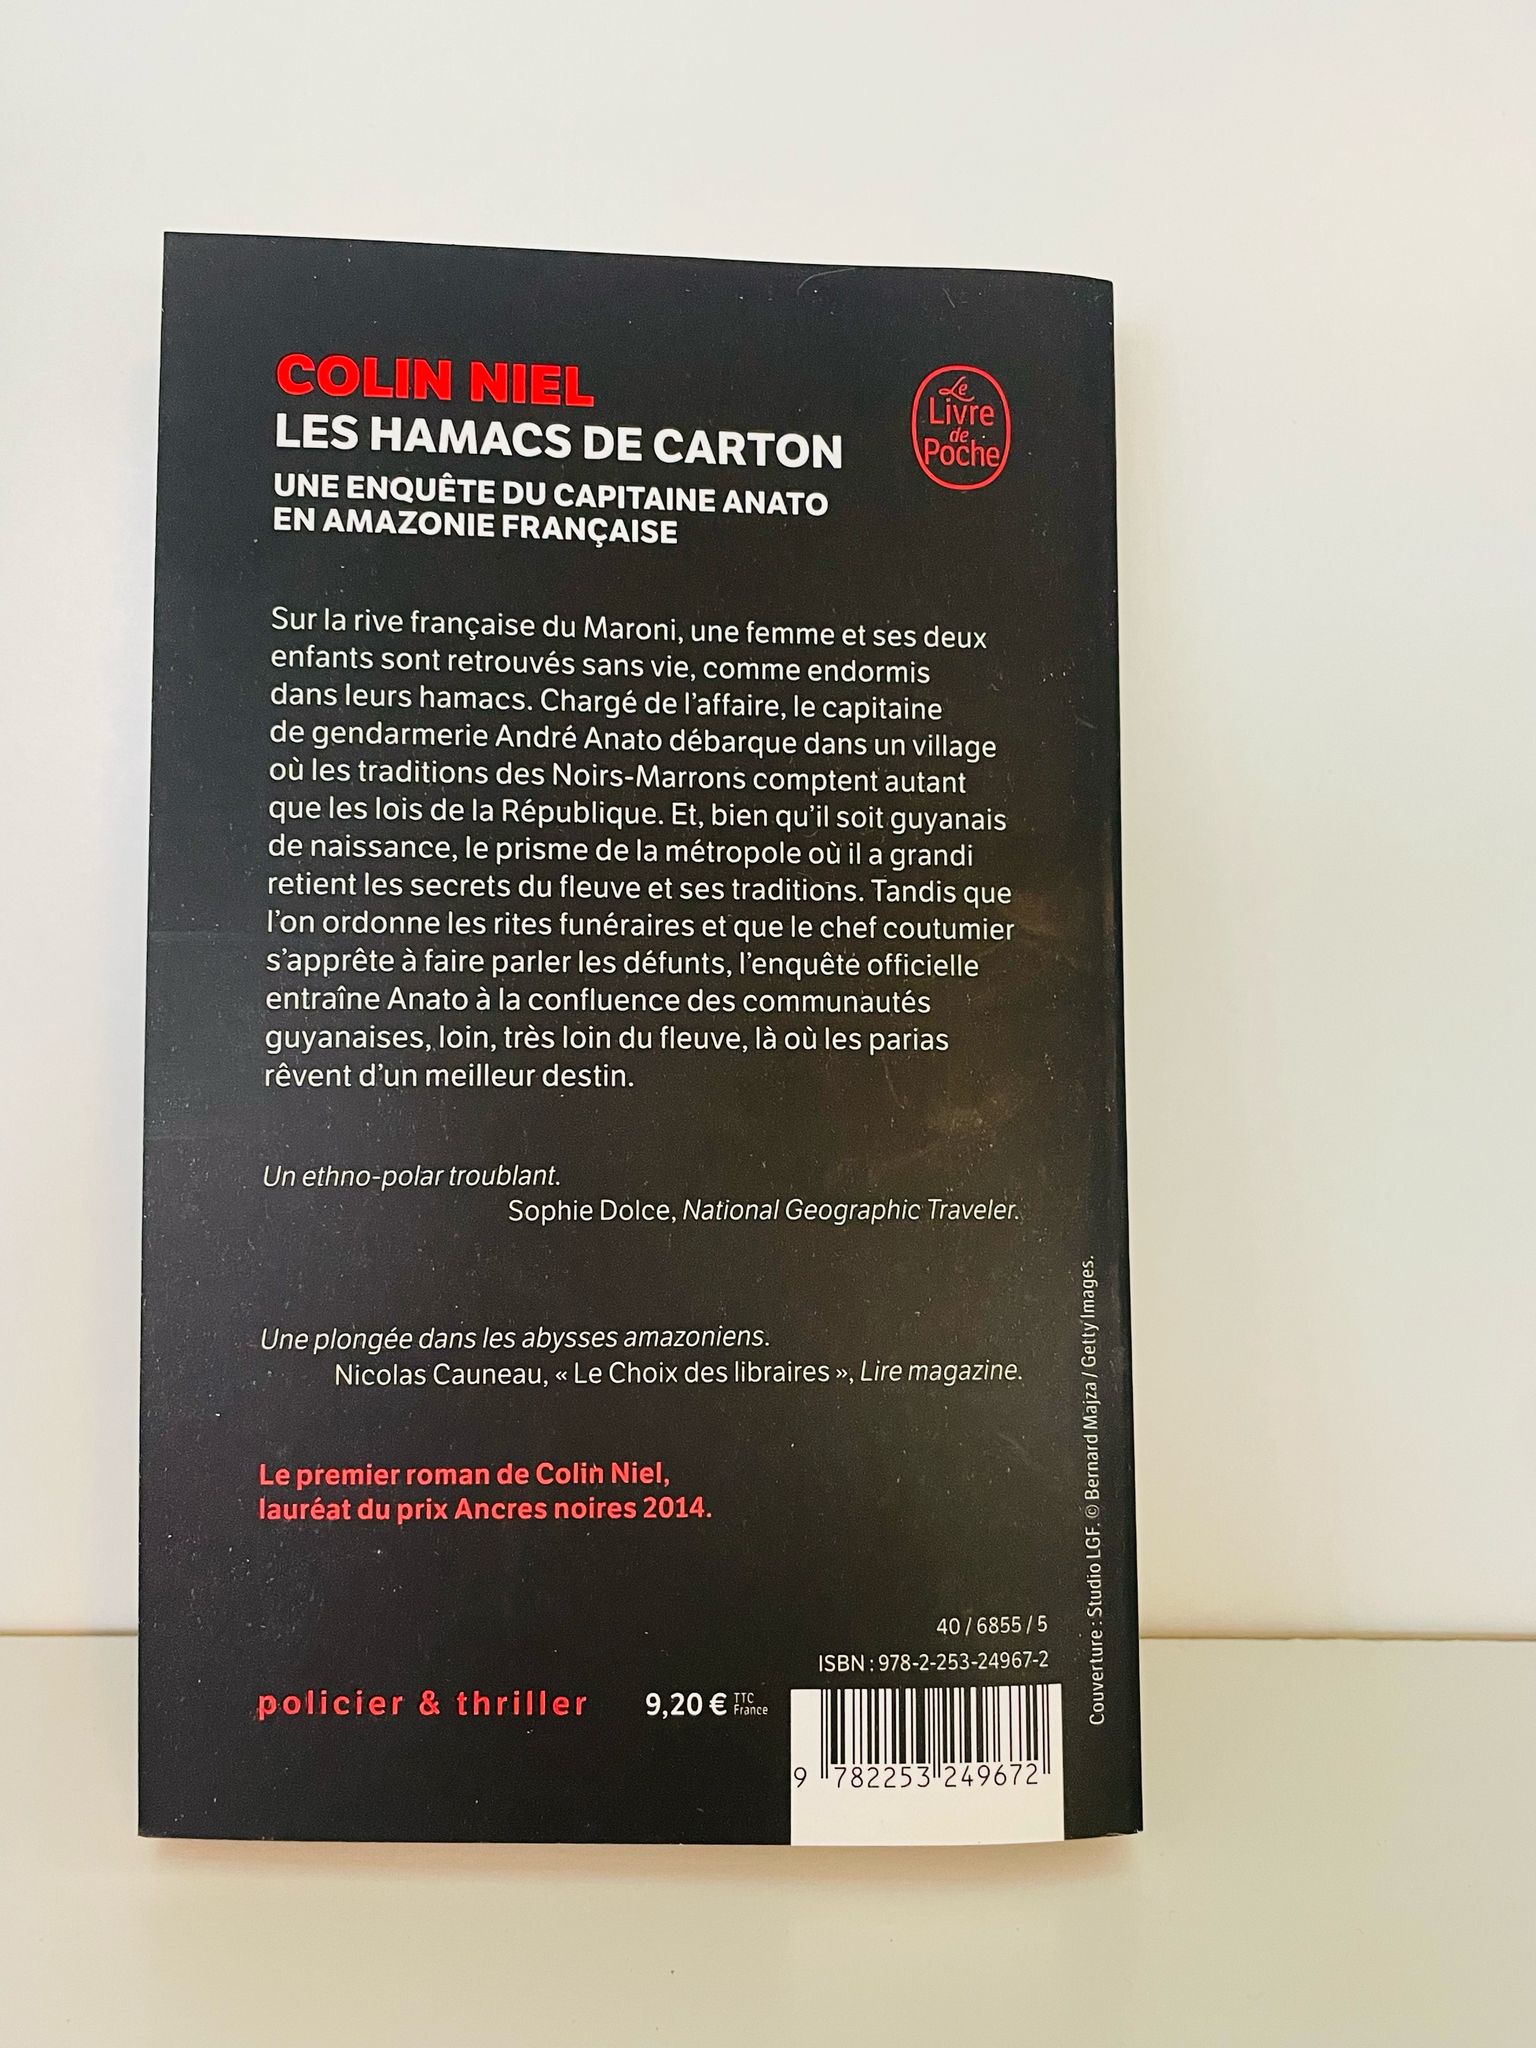 COLIN NIEL
LES HAMACS DE CARTON
UNE ENQUÊTE DU CAPITAINE ANATO
EN AMAZONIE FRANÇAISE
Le
Livre
de
Poche
Sur la rive française du Maroni, une femme et ses deux
enfants sont retrouvés sans vie, comme endormis
dans leurs hamacs. Chargé de l'affaire, le capitaine
de gendarmerie André Anato débarque dans un village
où les traditions des Noirs-Marrons comptent autant
que les lois de la République. Et, bien qu'il soit guyanais
de naissance, le prisme de la métropole où il a grandi
retient les secrets du fleuve et ses traditions. Tandis que
l'on ordonne les rites funéraires et que le chef coutumier
s'apprête à faire parler les défunts, l'enquête officielle
entraîne Anato à la confluence des communautés
guyanaises, loin, très loin du fleuve, là où les parias
rêvent d'un meilleur destin.
Un ethno-polar troublant.
Sophie Dolce, National Geographic Traveler.
Une plongée dans les abysses amazoniens.
Nicolas Cauneau, « Le Choix des libraires », Lire magazine.
Le premier roman de Colin Niel,
lauréat du prix Ancres noires 2014.
40 / 6855 / 5
ISBN : 978-2-253-24967-2
policier & thriller
9,20 € TTC
France
9 782253 249672
Couverture : Studio LGF. © Bernard Majza / Getty Images.